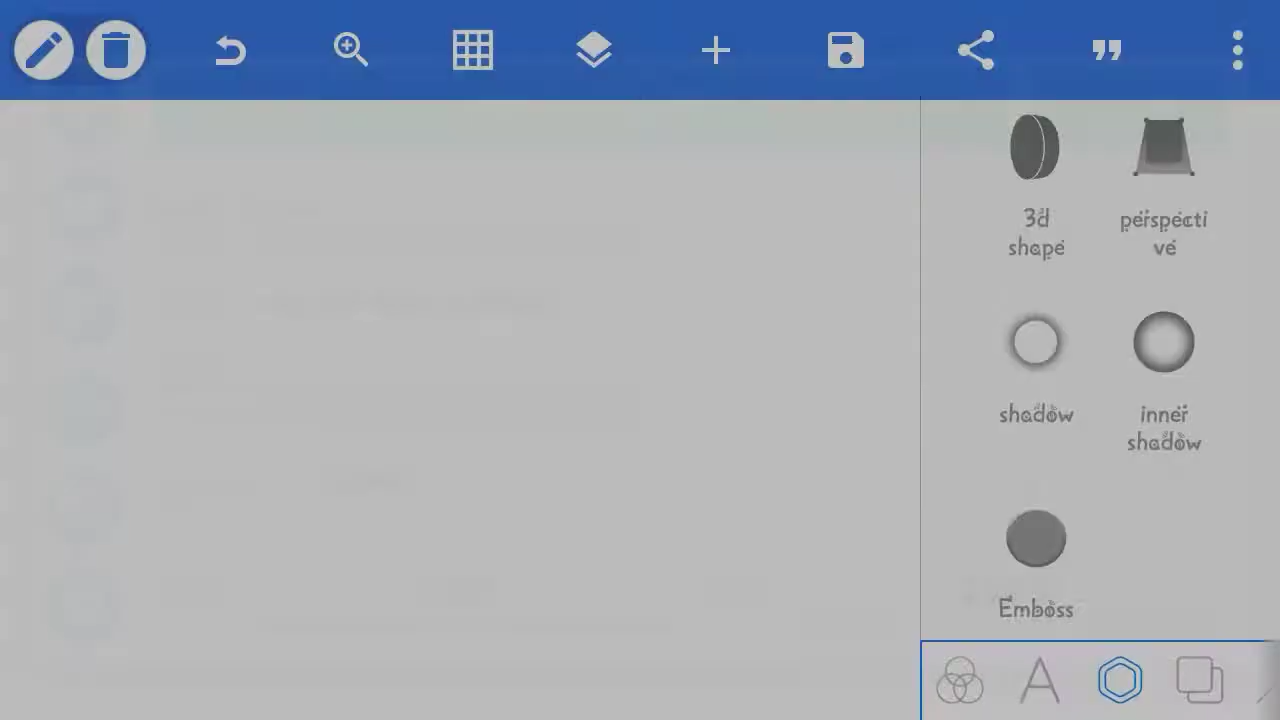 3d shape
perspecti
ve
shadow
inner
shadow
Emboss